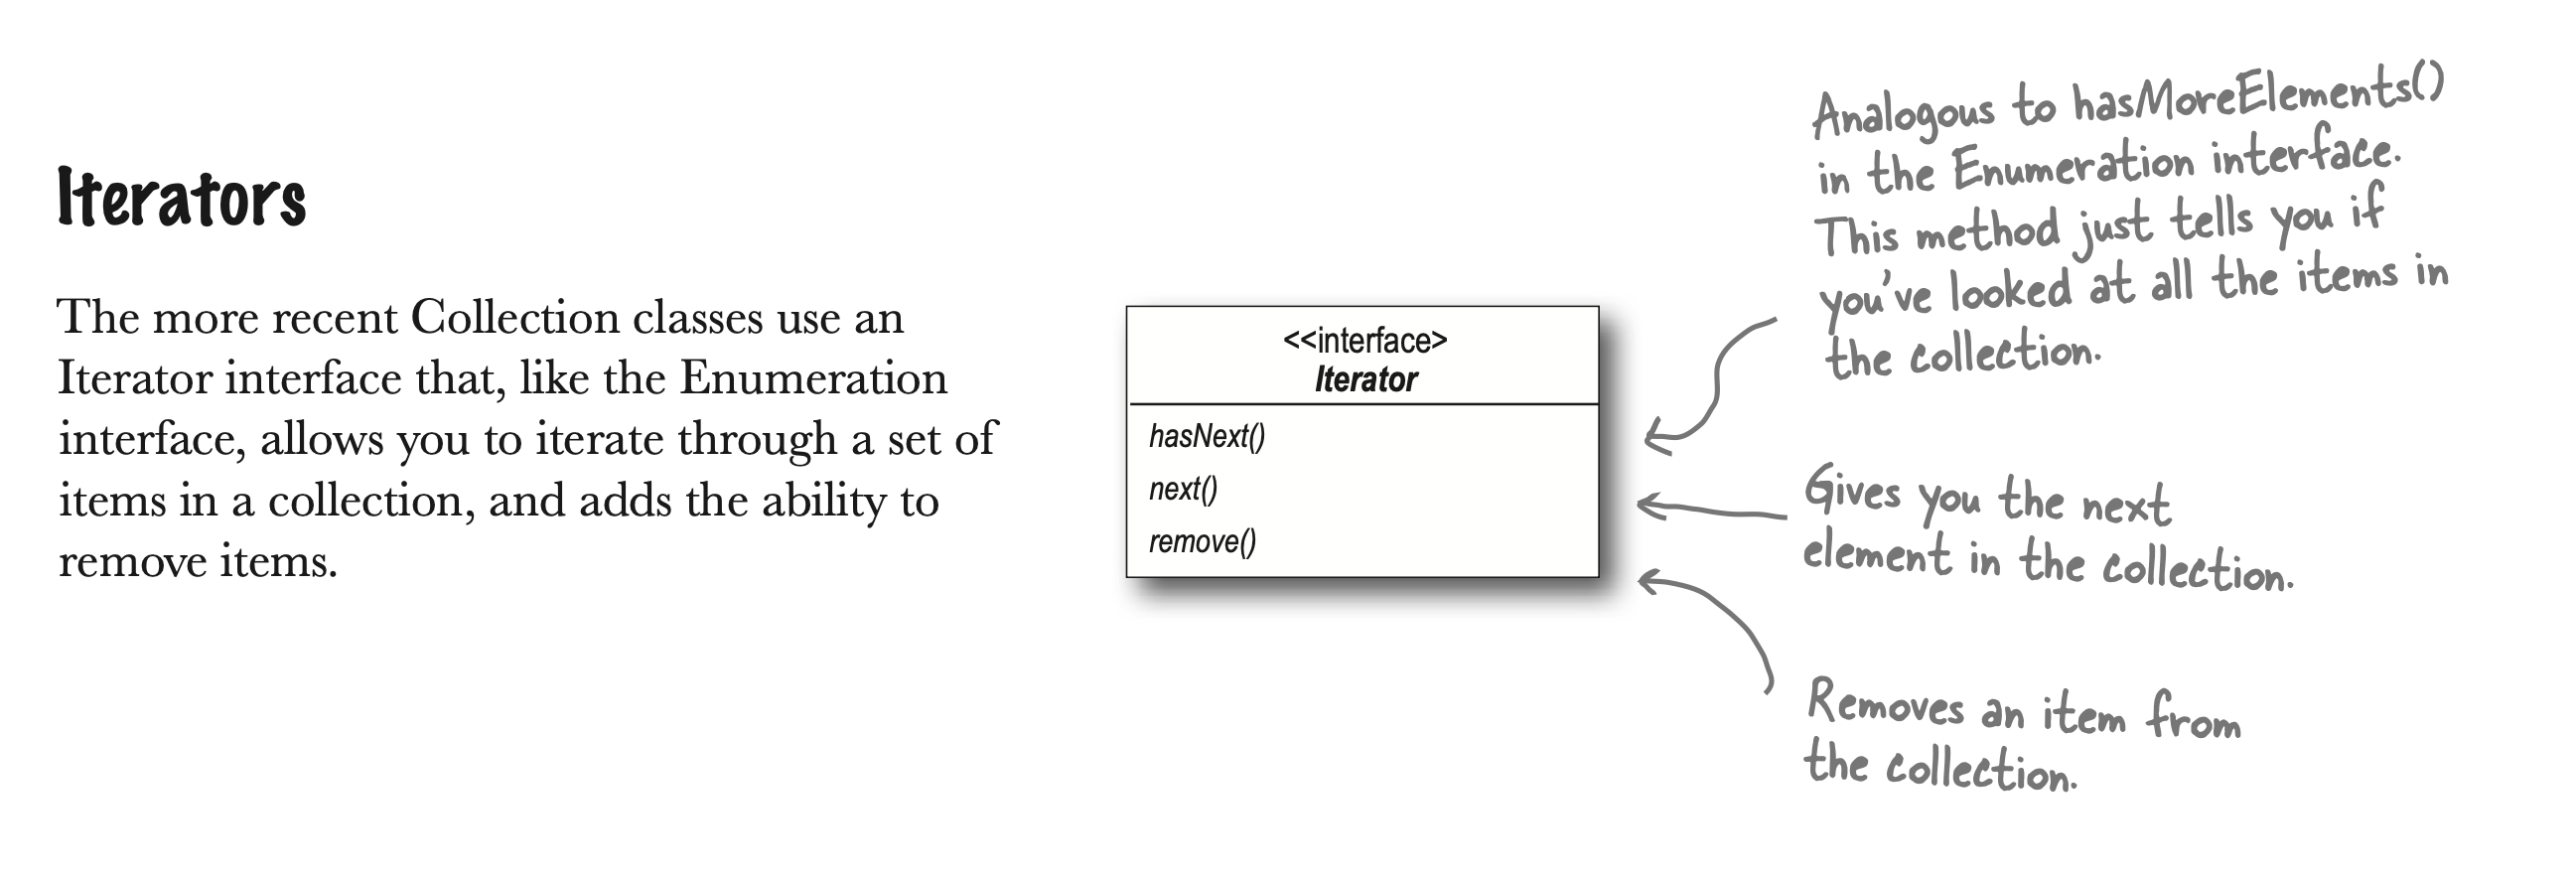 Iterators
The more recent Collection classes use an
Iterator interface that, like the Enumeration
interface, allows you to iterate through a set of
items in a collection, and adds the ability to
remove items.
<<interface>
Iterator
hasNext()
next()
remove()
Analogous to hasMoreElements()
in the Enumeration interface.
This method just tells you if
you've looked at all the items in
the collection.
Gives you the next
element in the collection.
Removes an item from
the collection.